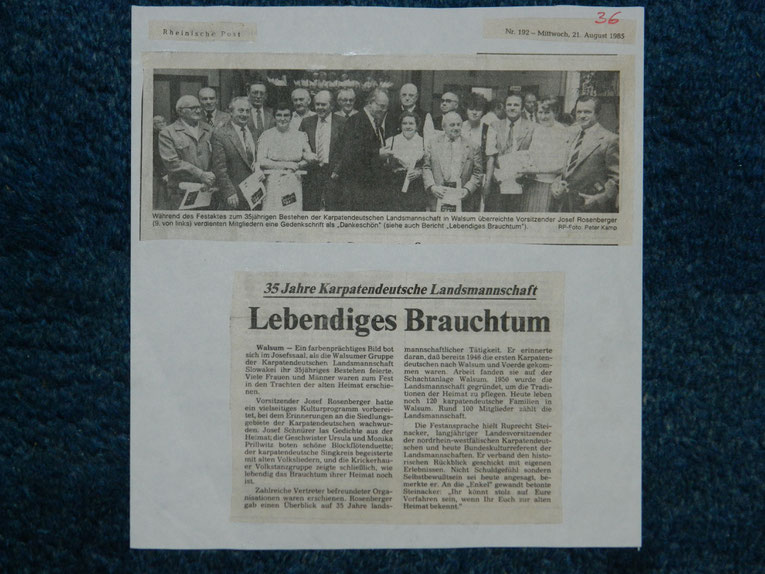 Rheinische Post
36
Nr. 192 – Mittwoch, 21. August 1985
Während des Festaktes zum 35jährigen Bestehen der Karpatendeutschen Landsmannschaft in Walsum überreichte Vorsitzender Josef Rosenberger
(9. von links) verdienten Mitgliedern eine Gedenkschrift als „Dankeschön" (siehe auch Bericht „Lebendiges Brauchtum"). RP-Foto: Peter Kamp
35 Jahre Karpatendeutsche Landsmannschaft
Lebendiges Brauchtum
Walsum — Ein farbenprächtiges Bild bot
sich im Josefssaal, als die Walsumer Gruppe
der Karpatendeutschen Landsmannschaft
Slowakei ihr 35jähriges Bestehen feierte.
Viele Frauen und Männer waren zum Fest
in den Trachten der alten Heimat erschie-
nen.
Vorsitzender Josef Rosenberger hatte
ein vielseitiges Kulturprogramm vorberei-
tet, bei dem Erinnerungen an die Siedlungs-
gebiete der Karpatendeutschen wachwur-
den. Josef Schnürer las Gedichte aus der
Heimat; die Geschwister Ursula und Monika
Prillwitz boten schöne Blockflötenduette;
der karpatendeutsche Singkreis begeisterte
mit alten Volksliedern, und die Krickerhau-
er Volkstanzgruppe zeigte schließlich, wie
lebendig das Brauchtum ihrer Heimat noch
ist.
Zahlreiche Vertreter befreundeter Orga-
nisationen waren erschienen. Rosenberger
gab einen Überblick auf 35 Jahre lands-
mannschaftlicher Tätigkeit. Er erinnerte
daran, daß bereits 1946 die ersten Karpaten-
deutschen nach Walsum und Voerde gekom-
men waren. Arbeit fanden sie auf der
Schachtanlage Walsum. 1950 wurde die
Landsmannschaft gegründet, um die Tradi-
tionen der Heimat zu pflegen. Heute leben
noch 120 karpatendeutsche Familien in
Walsum. Rund 100 Mitglieder zählt die
Landsmannschaft.
Die Festansprache hielt Ruprecht Stei-
nacker, langjähriger Landesvorsitzender
der nordrhein-westfälischen Karpatendeut-
schen und heute Bundeskulturreferent der
Landsmannschaften. Er verband den histo-
rischen Rückblick geschickt mit eigenen
Erlebnissen. Nicht Schuldgefühl sondern
Selbstbewußtsein sei heute angesagt, be-
merkte er. An die „Enkel" gewandt betonte
Steinacker: „Ihr könnt stolz auf Eure
Vorfahren sein, wenn Ihr Euch zur alten
Heimat bekennt."